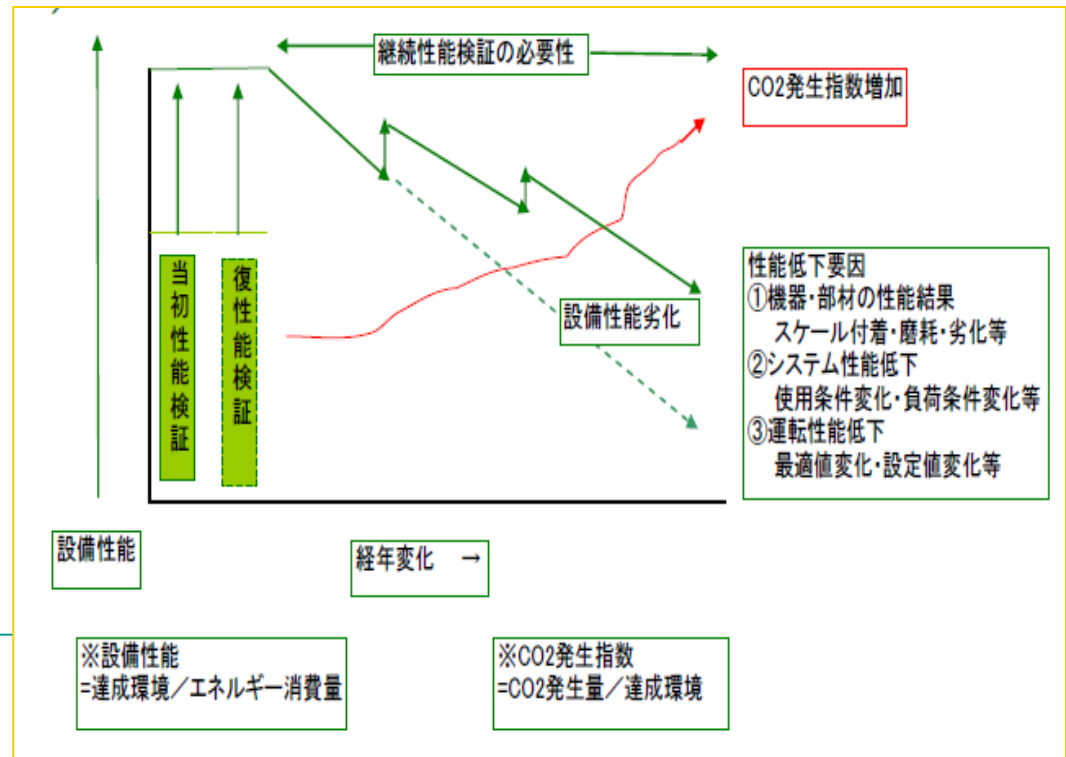 継続性能検証の必要性
CO2発生指数増加
当初性能検証
復性能検証
設備性能劣化
性能低下要因
①機器・部材の性能結果
スケール付着・磨耗・劣化等
②システム性能低下
使用条件変化・負荷条件変化等
③運転性能低下
最適値変化・設定値変化等
設備性能
経年変化　→
※設備性能
=達成環境／エネルギー消費量
※CO2発生指数
=CO2発生量／達成環境